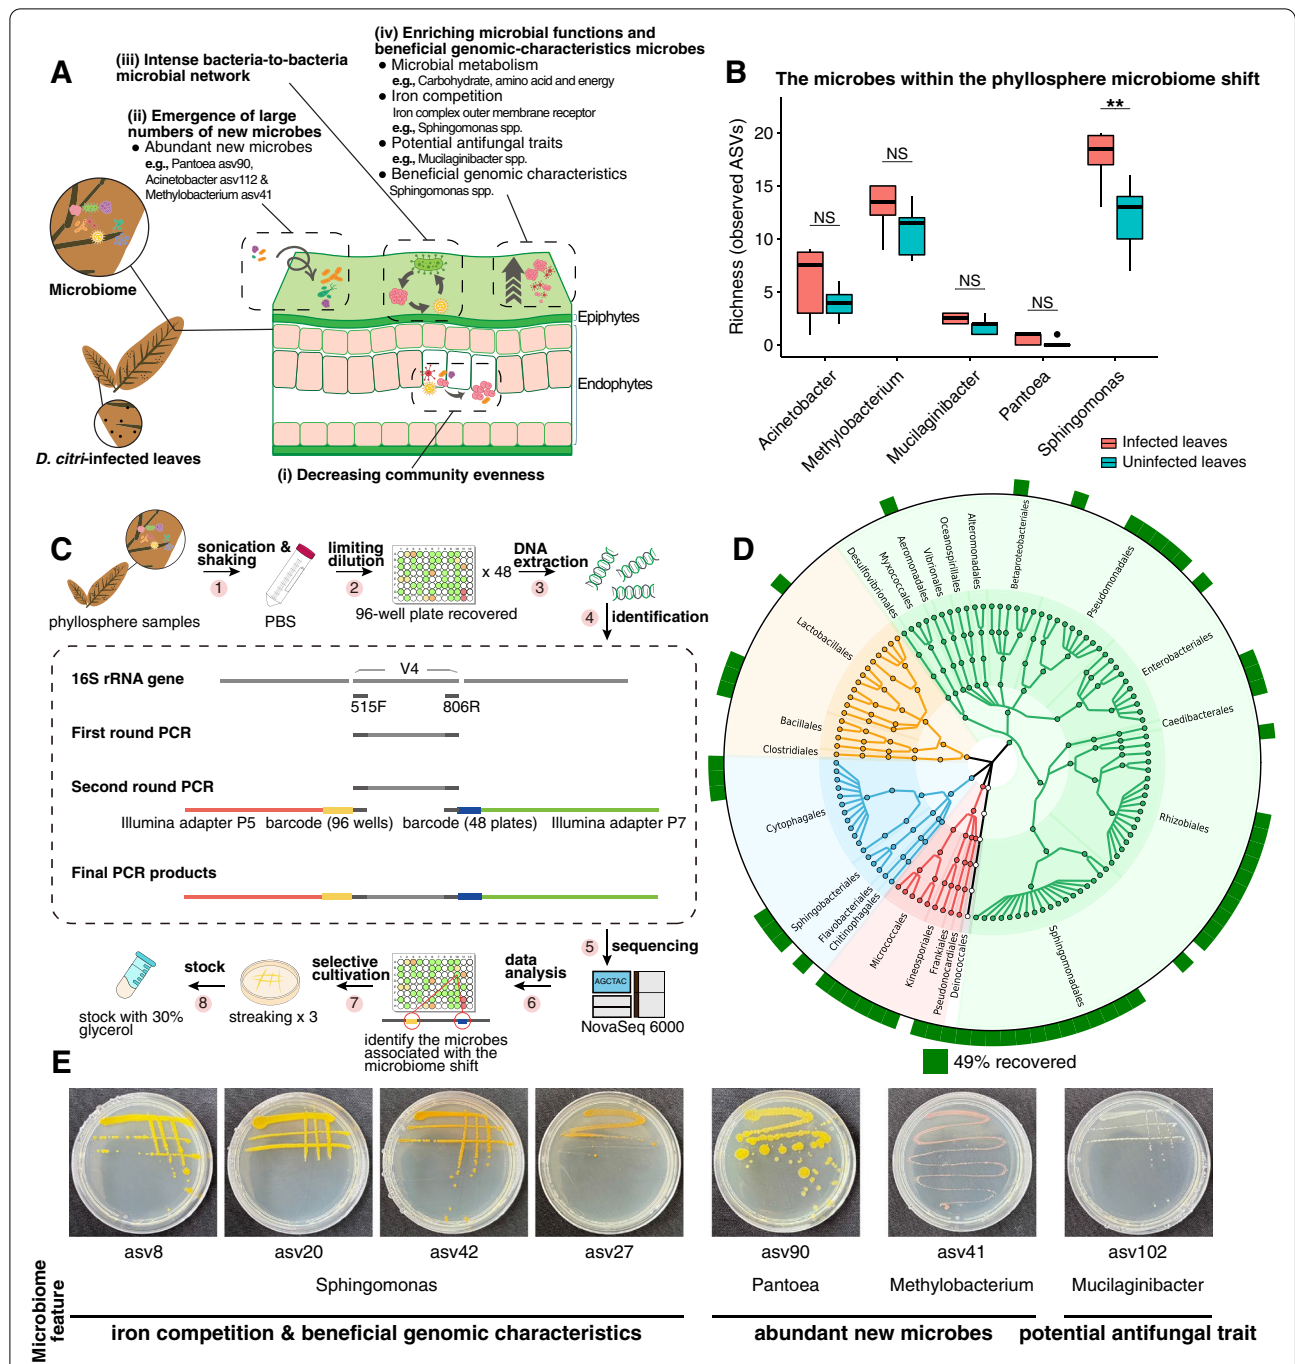 A
(iii) Intense bacteria-to-bacteria
microbial network
(ii) Emergence of large
numbers of new microbes
● Abundant new microbes
e.g., Pantoea asv90,
Acinetobacter asv112 &
Methylobacterium asv41
(iv) Enriching microbial functions and
beneficial genomic-characteristics microbes
● Microbial metabolism
e.g., Carbohydrate, amino acid and energy
● Iron competition
Iron complex outer membrane receptor
e.g., Sphingomonas spp.
● Potential antifungal traits
e.g., Mucilaginibacter spp.
● Beneficial genomic characteristics
Sphingomonas spp.
Microbiome
D. citri-infected leaves
Epiphytes
Endophytes
(i) Decreasing community evenness
B
The microbes within the phyllosphere microbiome shift
Richness (observed ASVs)
20
15
10
5
0
NS
NS
NS
NS
**
Acinetobacter
Methylobacterium
Mucilaginibacter
Pantoea
Sphingomonas
Infected leaves
Uninfected leaves
C
phyllosphere samples
sonication &
shaking
1
PBS
limiting
dilution
2
96-well plate recovered
x 48
DNA
extraction
3
4
identification
16S rRNA gene
V4
515F
806R
First round PCR
Second round PCR
Illumina adapter P5
barcode (96 wells)
barcode (48 plates)
Illumina adapter P7
Final PCR products
5
sequencing
AGCTAC
NovaSeq 6000
data
analysis
6
identify the microbes
associated with the
microbiome shift
selective
cultivation
7
streaking x 3
stock
8
stock with 30%
glycerol
D
Desulfovibrionales
Myxococcales
Aeromonadales
Vibrionales
Oceanospirillales
Alteromonadales
Betaproteobacteriales
Pseudomonadales
Enterobacteriales
Caedibacterales
Rhizobiales
Sphingomonadales
Deinococcales
Pseudonocardiales
Frankiales
Kineosporiales
Micrococcales
Chitinophagales
Flavobacteriales
Sphingobacteriales
Cytophagales
Clostridiales
Bacillales
Lactobacillales
49% recovered
E
asv8
asv20
asv42
asv27
asv90
asv41
asv102
Sphingomonas
Pantoea
Methylobacterium
Mucilaginibacter
Microbiome
feature
iron competition & beneficial genomic characteristics
abundant new microbes
potential antifungal trait